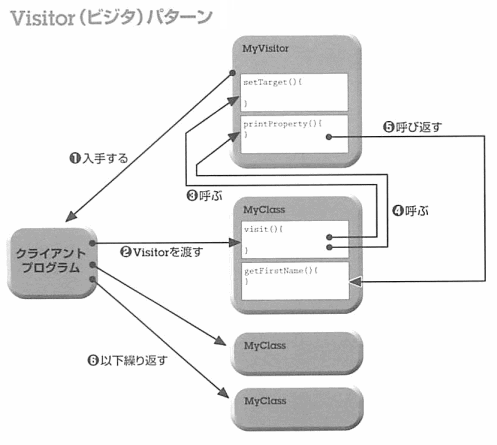 Visitor(ビジタ)パターン
MyVisitor
setTarget(){
}
printProperty(){
}
❺呼び返す
❶入手する
❸呼ぶ
❹呼ぶ
MyClass
visit(){
}
getFirstName(){
}
クライアント
プログラム
❷Visitorを渡す
MyClass
❻以下繰り返す
MyClass